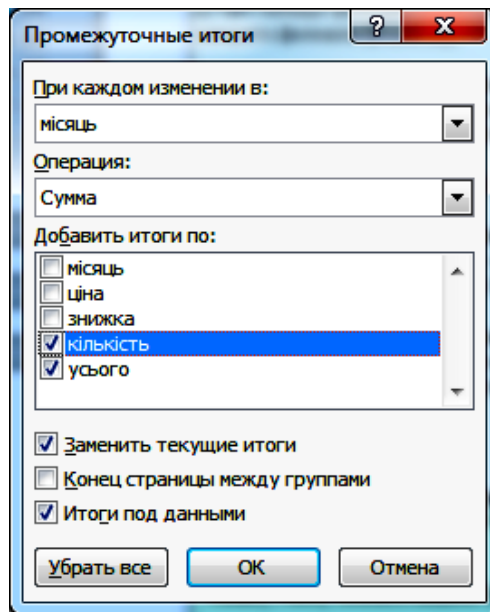 Промежуточные итоги
При каждом изменении в:
місяць
Операция:
Сумма
Добавить итоги по:
місяць
ціна
знижка
кількість
усього
Заменить текущие итоги
Конец страницы между группами
Итоги под данными
Убрать все ОК Отмена